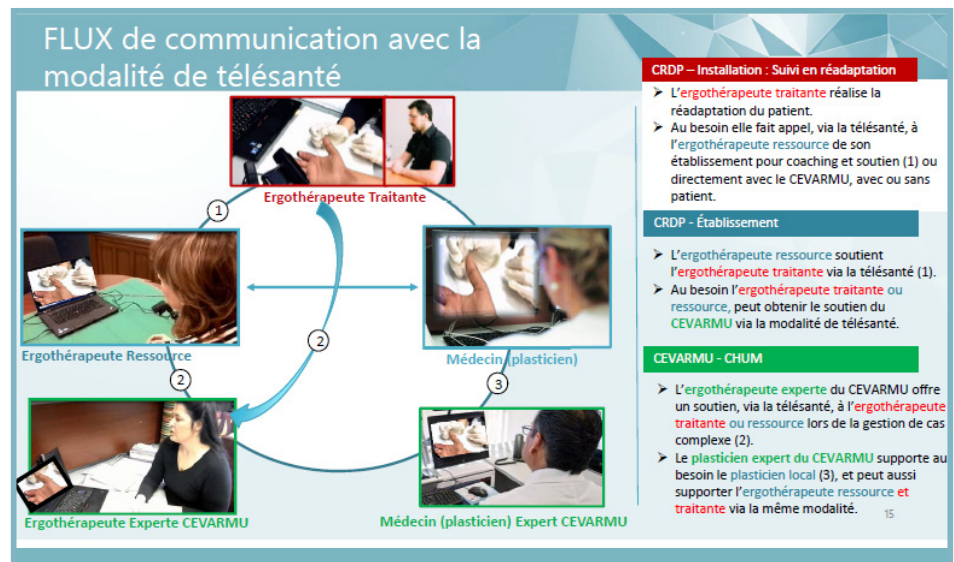 FLUX de communication avec la
modalité de télésanté
Ergothérapeute Traitante
1
Ergothérapeute Ressource
2
Médecin (plasticien)
2
3
Ergothérapeute Experte CEVARMU
Médecin (plasticien) Expert CEVARMU
CRDP – Installation : Suivi en réadaptation
➢ L'ergothérapeute traitante réalise la
réadaptation du patient.
➢ Au besoin elle fait appel, via la télésanté, à
l'ergothérapeute ressource de son
établissement pour coaching et soutien (1) ou
directement avec le CEVARMU, avec ou sans
patient.
CRDP - Établissement
➢ L'ergothérapeute ressource soutient
l'ergothérapeute traitante via la télésanté (1).
➢ Au besoin l'ergothérapeute traitante ou
ressource, peut obtenir le soutien du
CEVARMU via la modalité de télésanté.
CEVARMU - CHUM
➢ L'ergothérapeute experte du CEVARMU offre
un soutien, via la télésanté, à l'ergothérapeute
traitante ou ressource lors de la gestion de cas
complexe (2).
➢ Le plasticien expert du CEVARMU supporte au
besoin le plasticien local (3), et peut aussi
supporter l'ergothérapeute ressource et
traitante via la même modalité.
15